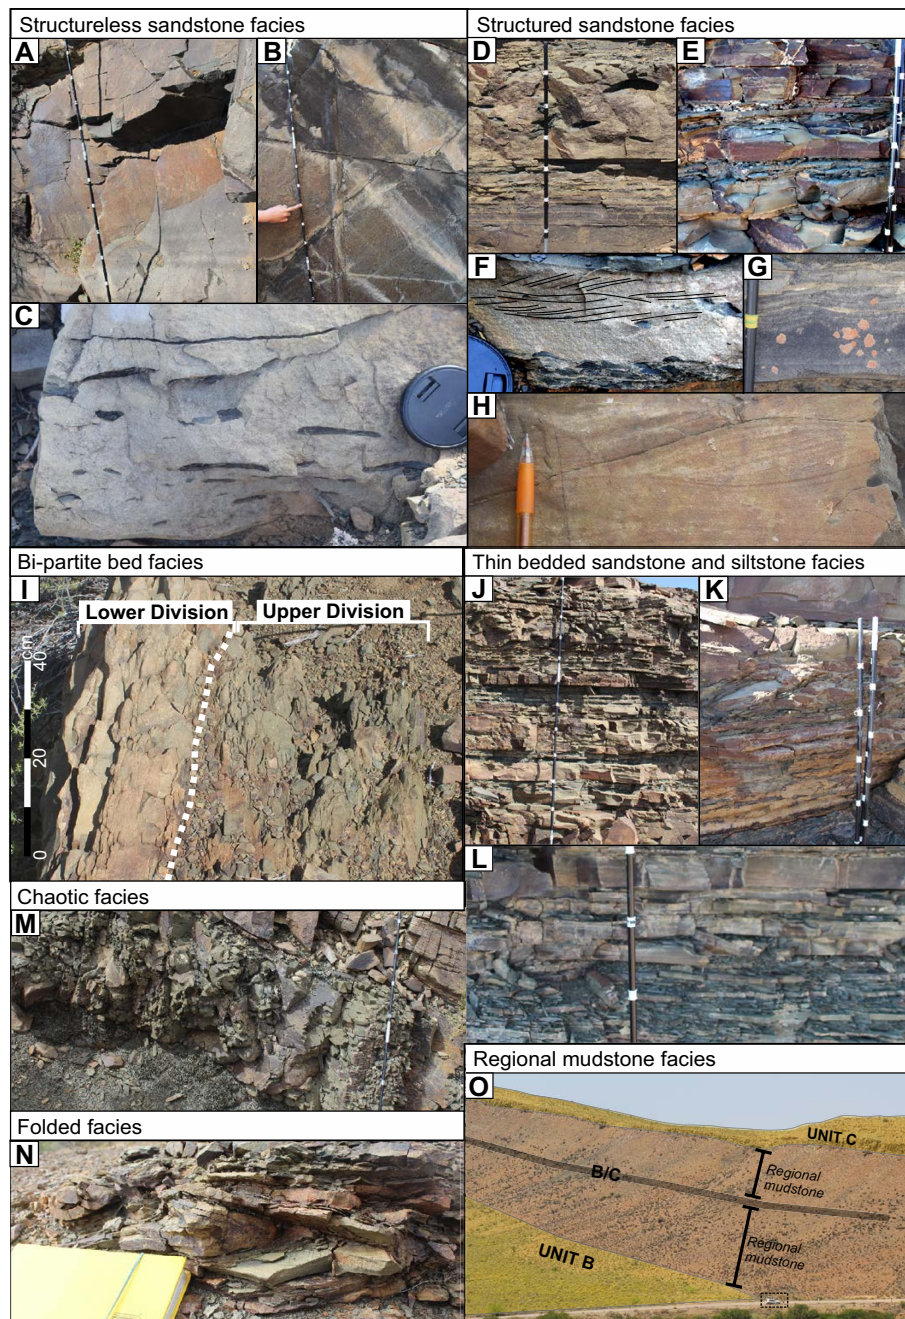 Structureless sandstone facies
Structured sandstone facies
A
B
C
D
E
F
G
H
Bi-partite bed facies
I
Lower Division
Upper Division
cm
40
20
0
Thin bedded sandstone and siltstone facies
J
K
L
Chaotic facies
M
Folded facies
N
Regional mudstone facies
O
UNIT C
B/C
Regional
mudstone
Regional
mudstone
UNIT B